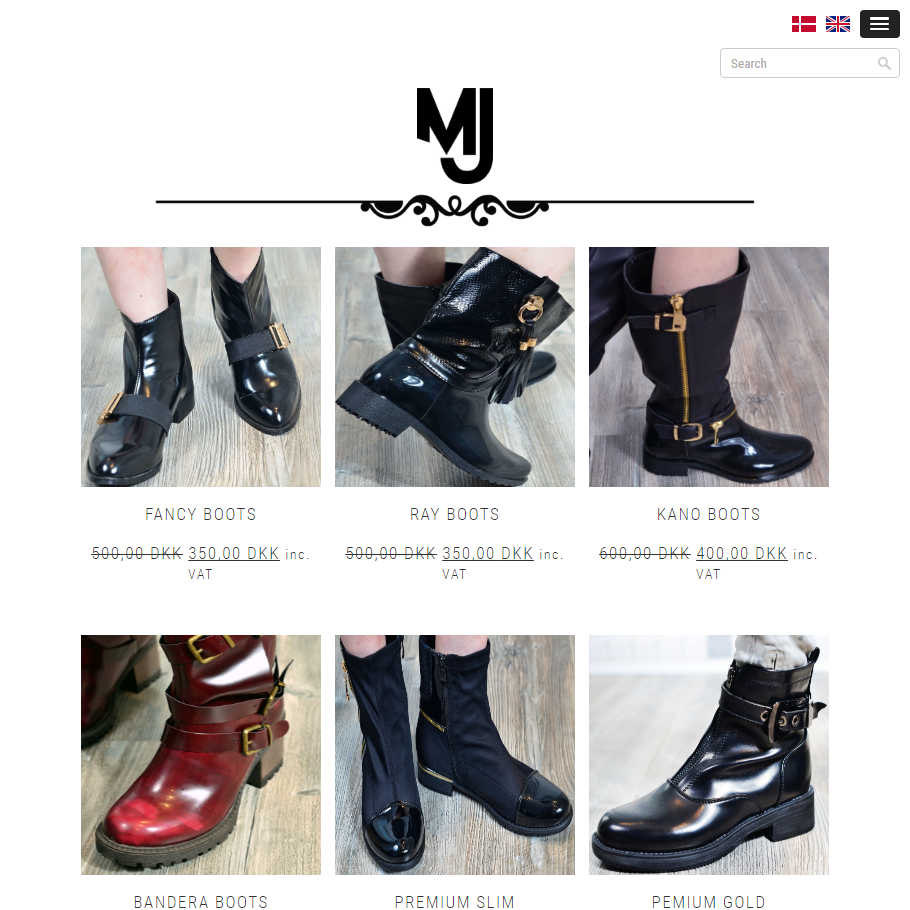 Search
MJ
FANCY BOOTS
RAY BOOTS
KANO BOOTS
500,00 DKK 350,00 DKK inc. VAT
500,00 DKK 350,00 DKK inc. VAT
600,00 DKK 400,00 DKK inc. VAT
BANDERA BOOTS
PREMIUM SLIM
PEMIUM GOLD